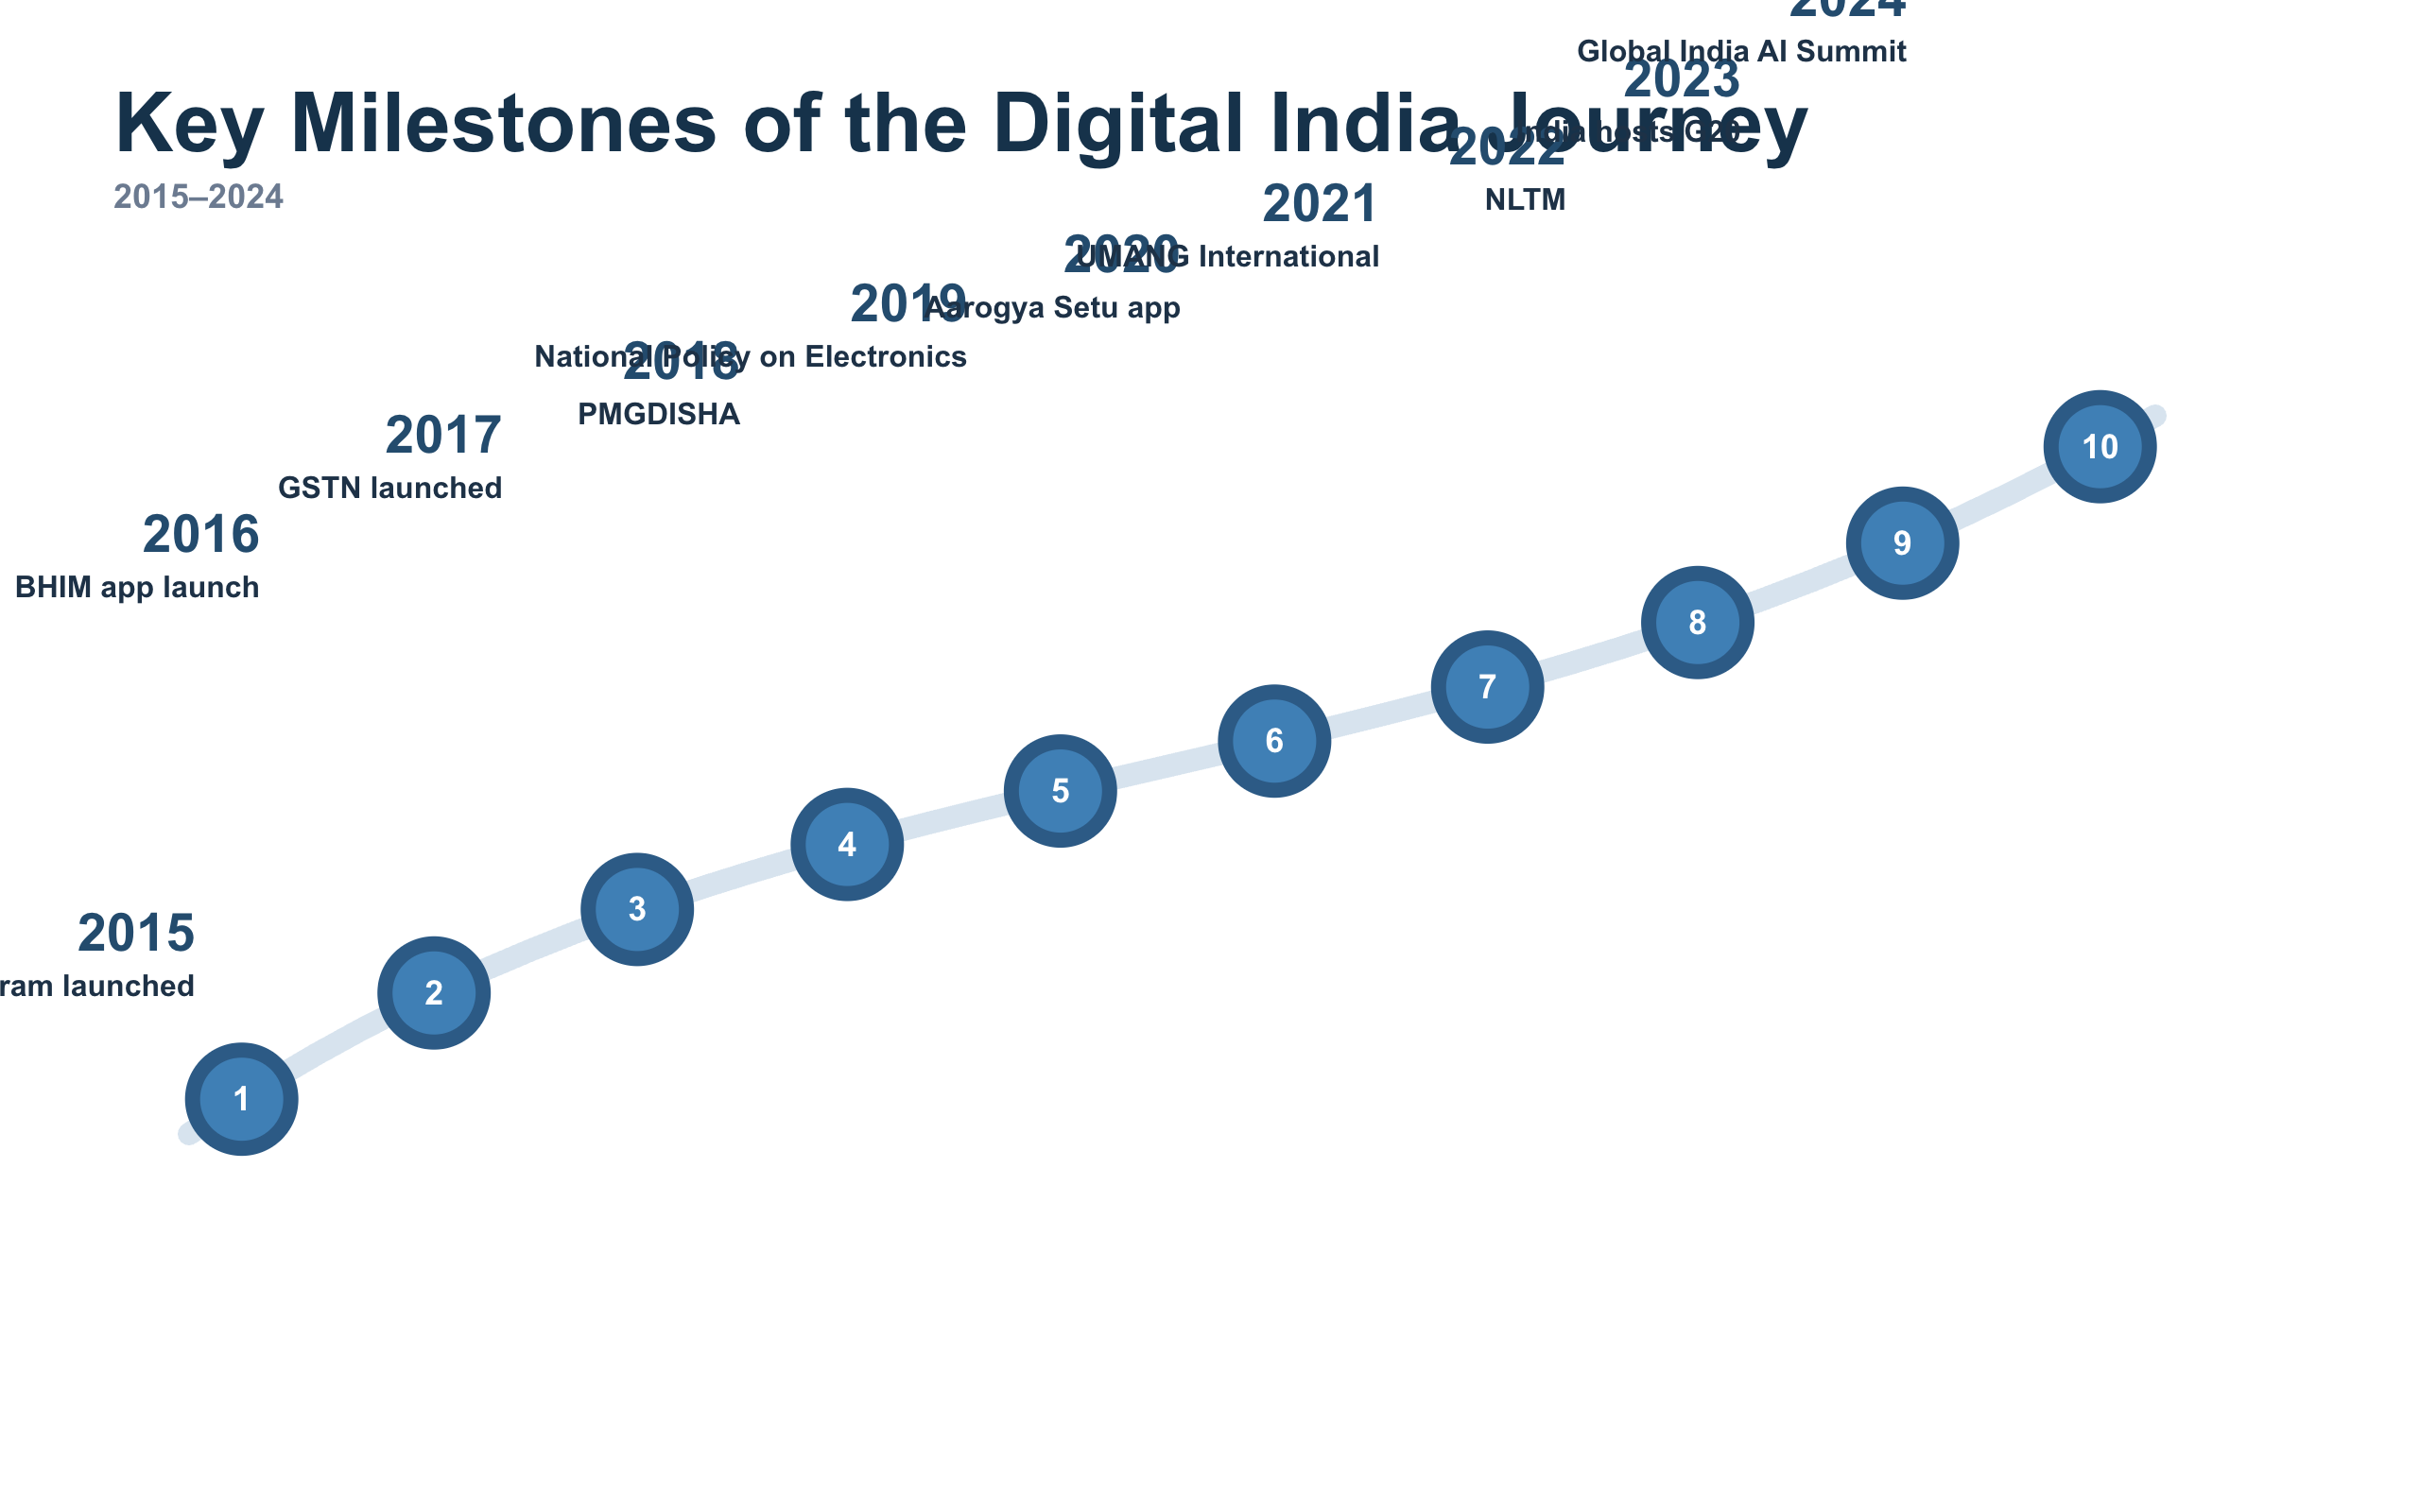 Key Milestones of the Digital India Journey
2015–2024
2015
ram launched
2016
BHIM app launch
2017
GSTN launched
2018
PMGDISHA
2019
National Policy on Electronics
2020
Aarogya Setu app
2021
UMANG International
2022
NLTM
2023
India hosts G20
2024
Global India AI Summit
1
2
3
4
5
6
7
8
9
10